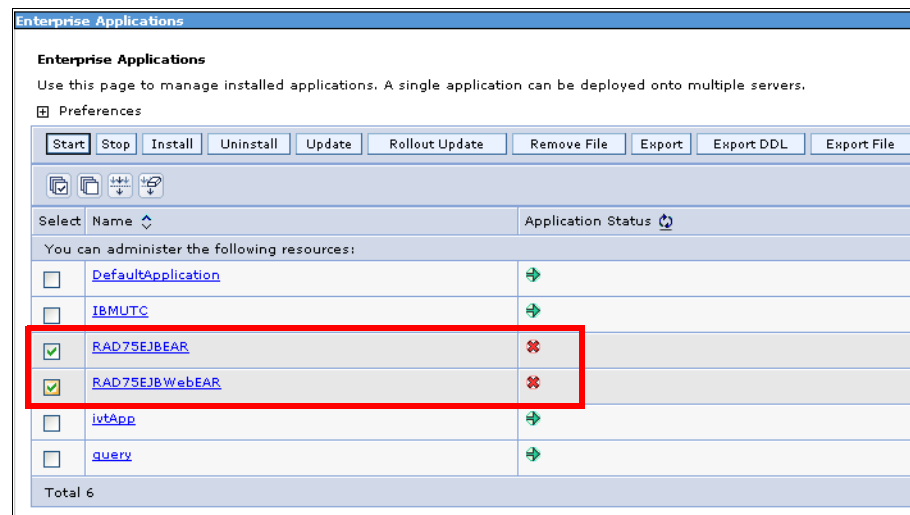 Enterprise Applications
Enterprise Applications
Use this page to manage installed applications. A single application can be deployed onto multiple servers.
Preferences
Start Stop Install Uninstall Update Rollout Update Remove File Export Export DDL Export File
Select Name Application Status
You can administer the following resources:
DefaultApplication
IBMUTC
RAD75EJBEAR
RAD75EJBWebEAR
ivtApp
query
Total 6